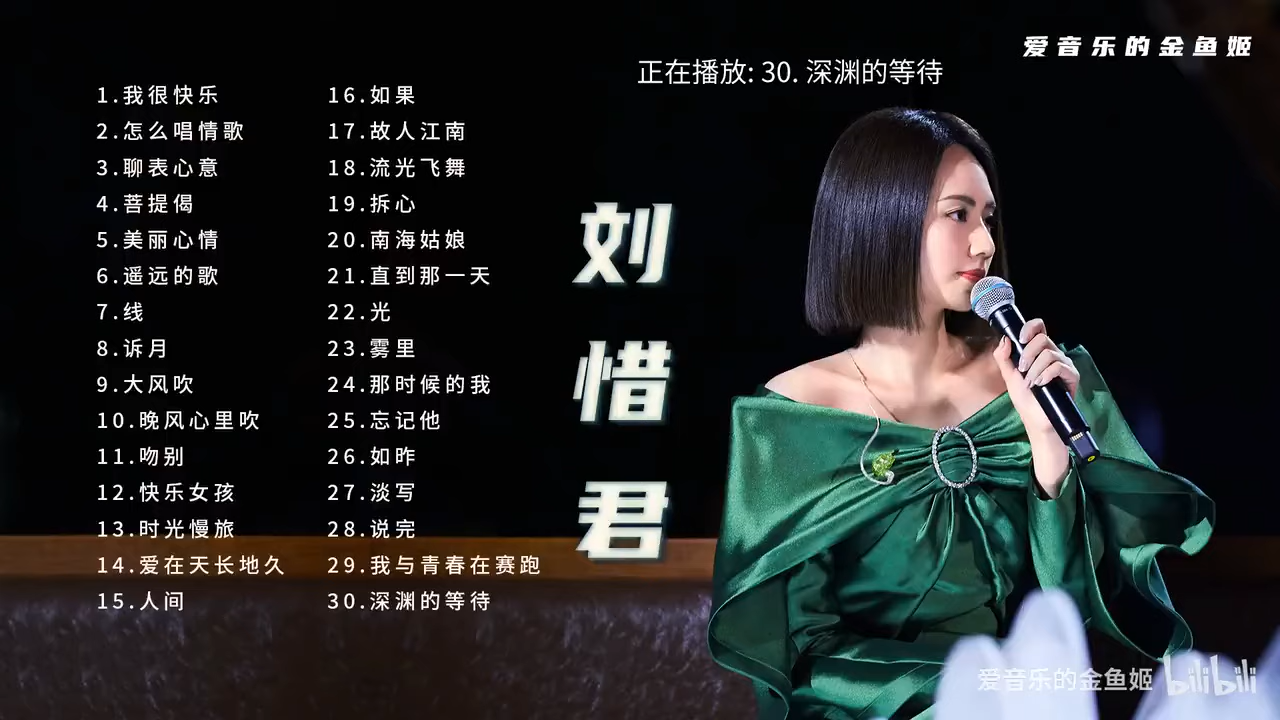 爱音乐的金鱼姬
正在播放: 30. 深渊的等待
1.我很快乐
2.怎么唱情歌
3.聊表心意
4.菩提偈
5.美丽心情
6.遥远的歌
7.线
8.诉月
9.大风吹
10.晚风心里吹
11.吻别
12.快乐女孩
13.时光慢旅
14.爱在天长地久
15.人间
16.如果
17.故人江南
18.流光飞舞
19.拆心
20.南海姑娘
21.直到那一天
22.光
23.雾里
24.那时候的我
25.忘记他
26.如昨
27.淡写
28.说完
29.我与青春在赛跑
30.深渊的等待
刘
惜
君
爱音乐的金鱼姬 bilibili